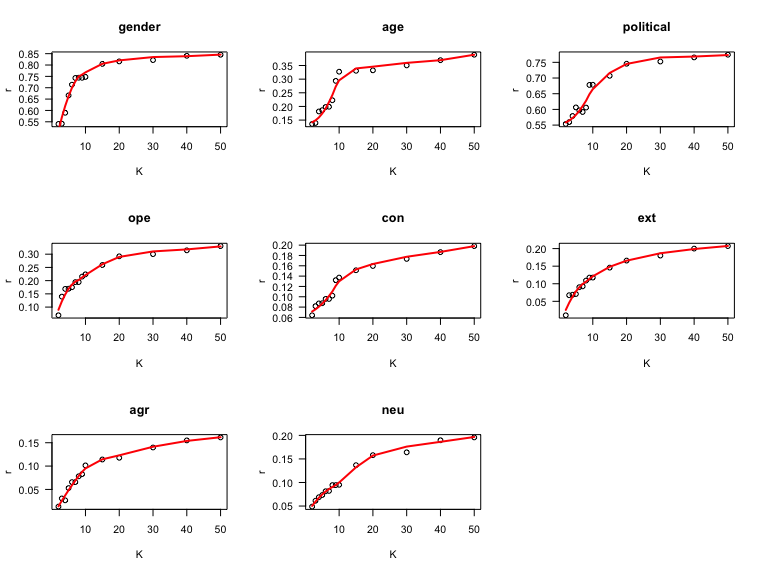 gender
0.85
0.80
0.75
0.70
0.65
0.60
0.55
r
10 20 30 40 50
K
age
0.35
0.30
0.25
0.20
0.15
r
10 20 30 40 50
K
political
0.75
0.70
0.65
0.60
0.55
r
10 20 30 40 50
K
ope
0.30
0.25
0.20
0.15
0.10
r
10 20 30 40 50
K
con
0.20
0.18
0.16
0.14
0.12
0.10
0.08
0.06
r
10 20 30 40 50
K
ext
0.20
0.15
0.10
0.05
r
10 20 30 40 50
K
agr
0.15
0.10
0.05
r
10 20 30 40 50
K
neu
0.20
0.15
0.10
0.05
r
10 20 30 40 50
K